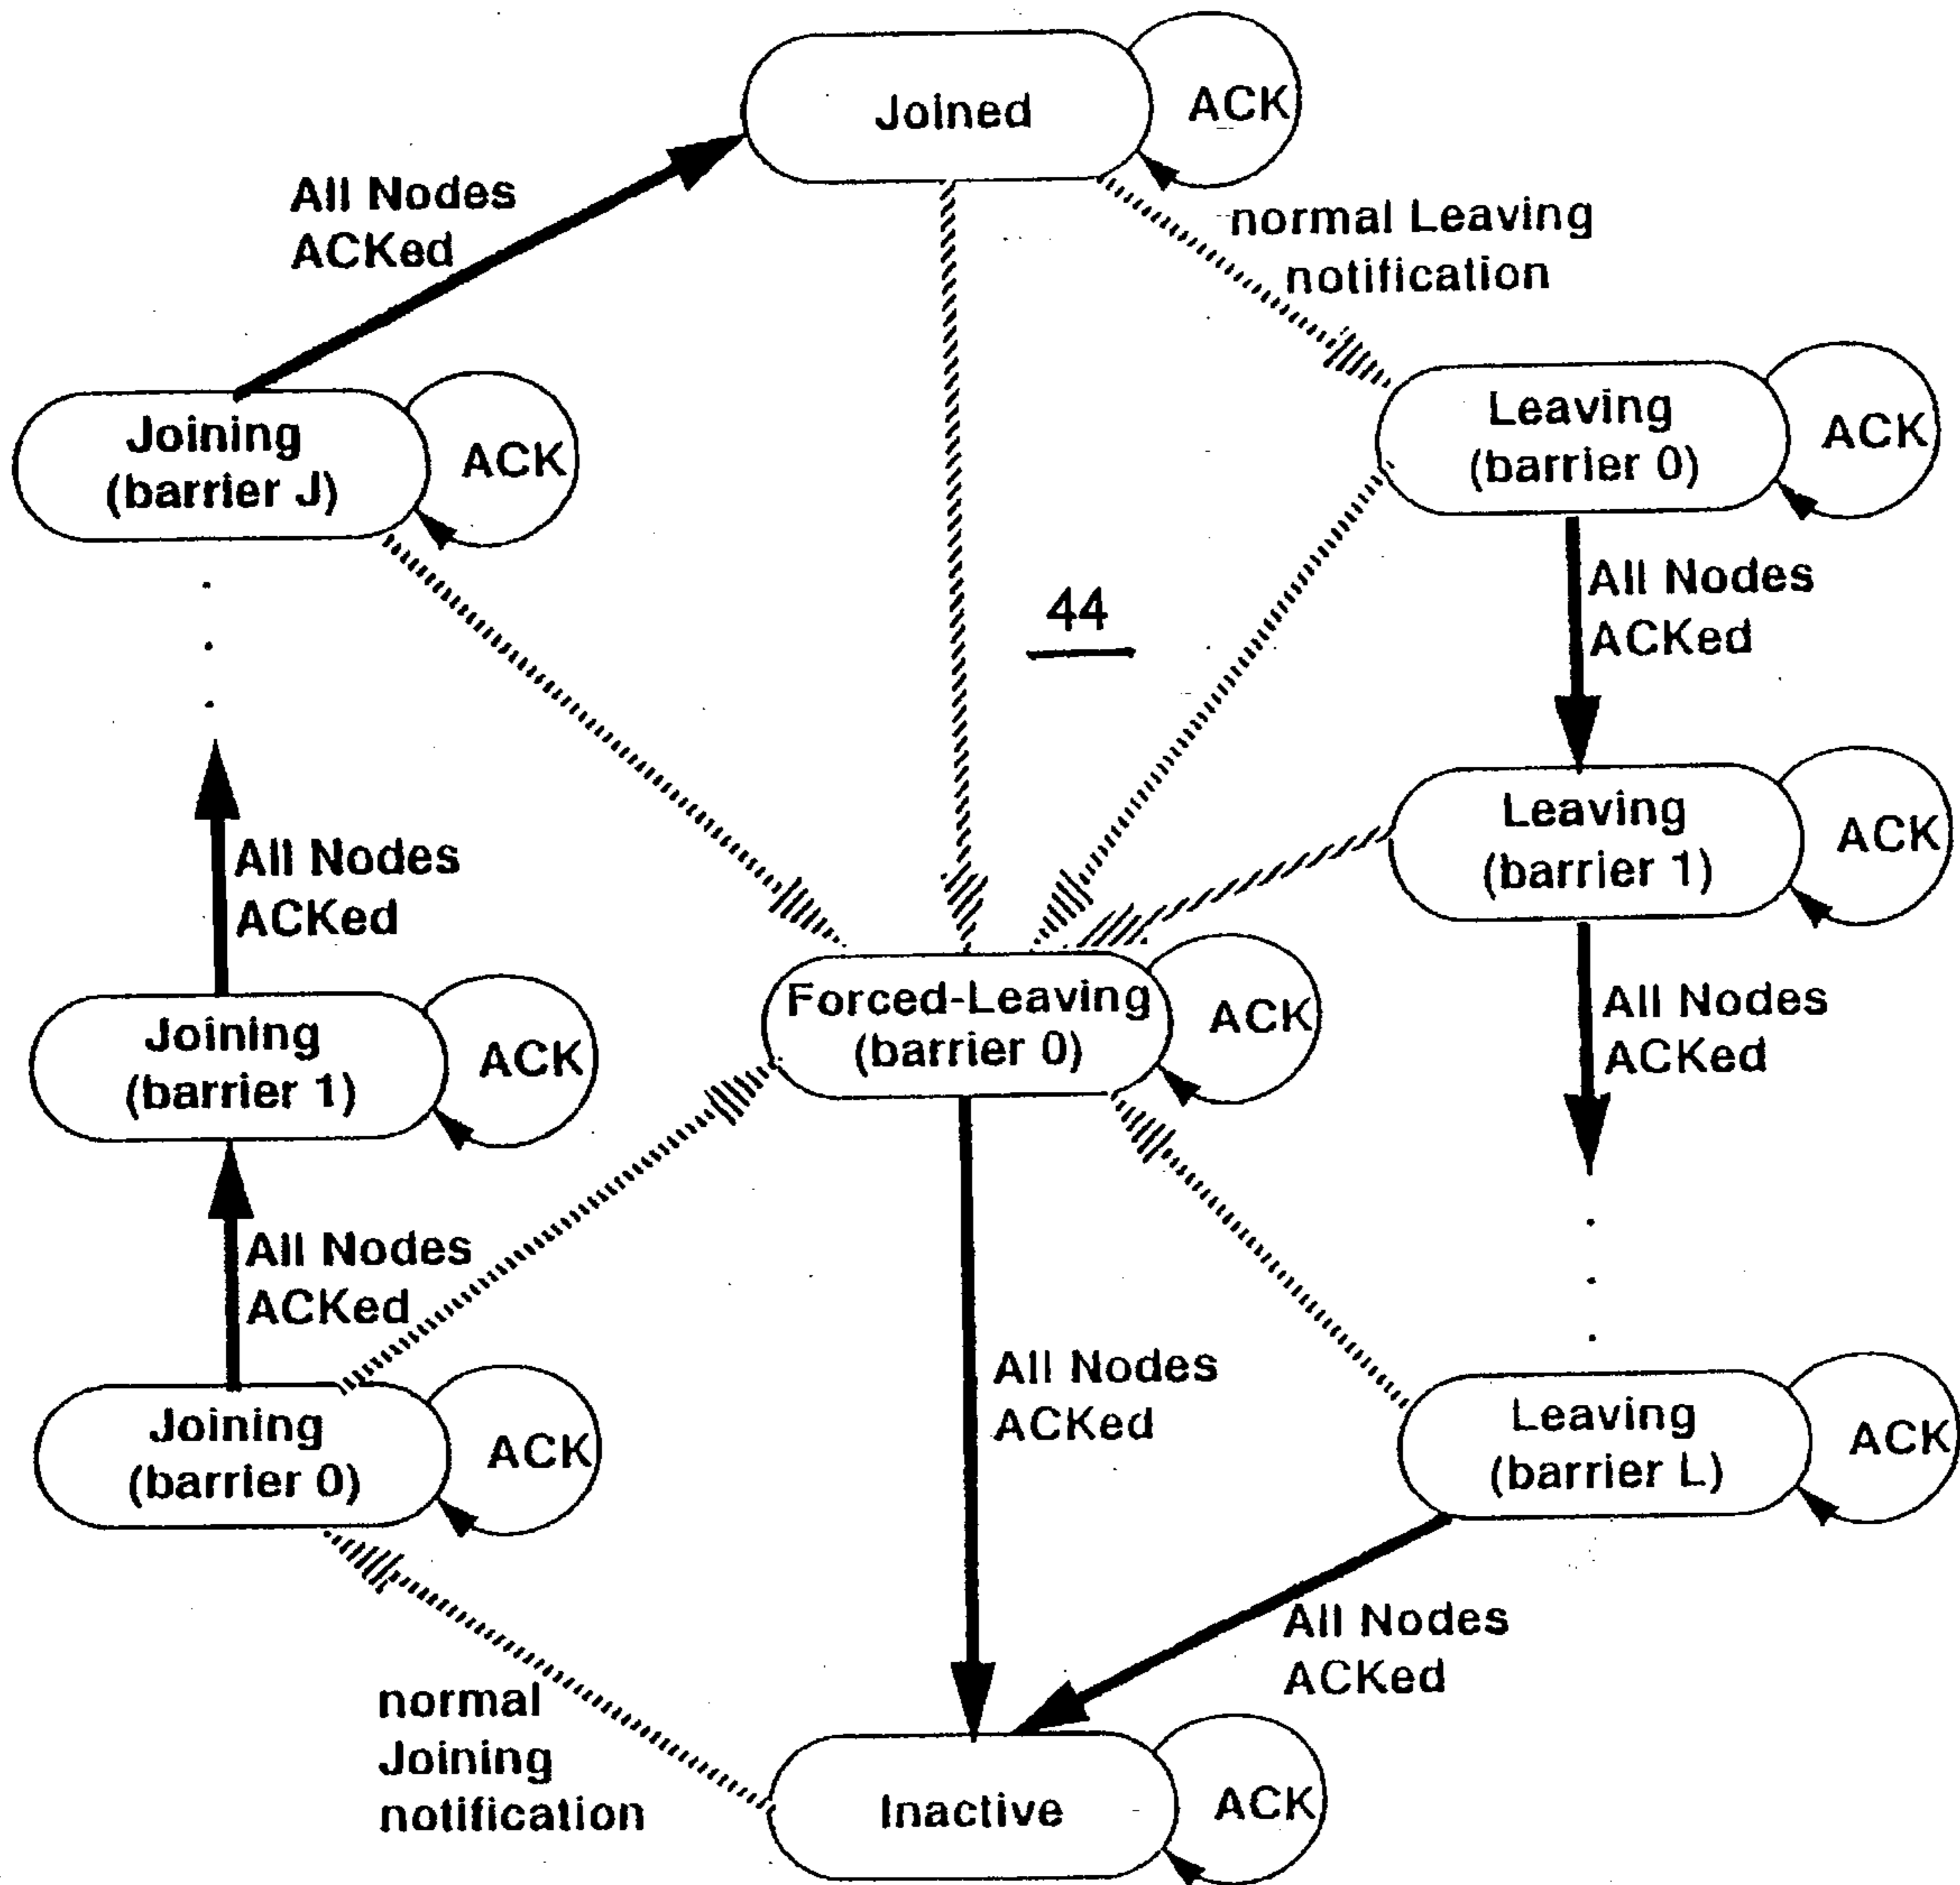 Joined
ACK
All Nodes
ACKed
normal Leaving
notification
Joining
(barrier J)
ACK
Leaving
(barrier 0)
ACK
44
All Nodes
ACKed
Leaving
(barrier 1)
ACK
All Nodes
ACKed
Forced-Leaving
(barrier 0)
ACK
All Nodes
ACKed
Joining
(barrier 1)
ACK
All Nodes
ACKed
All Nodes
ACKed
Joining
(barrier 0)
ACK
Leaving
(barrier L)
ACK
All Nodes
ACKed
normal
Joining
notification
Inactive
ACK